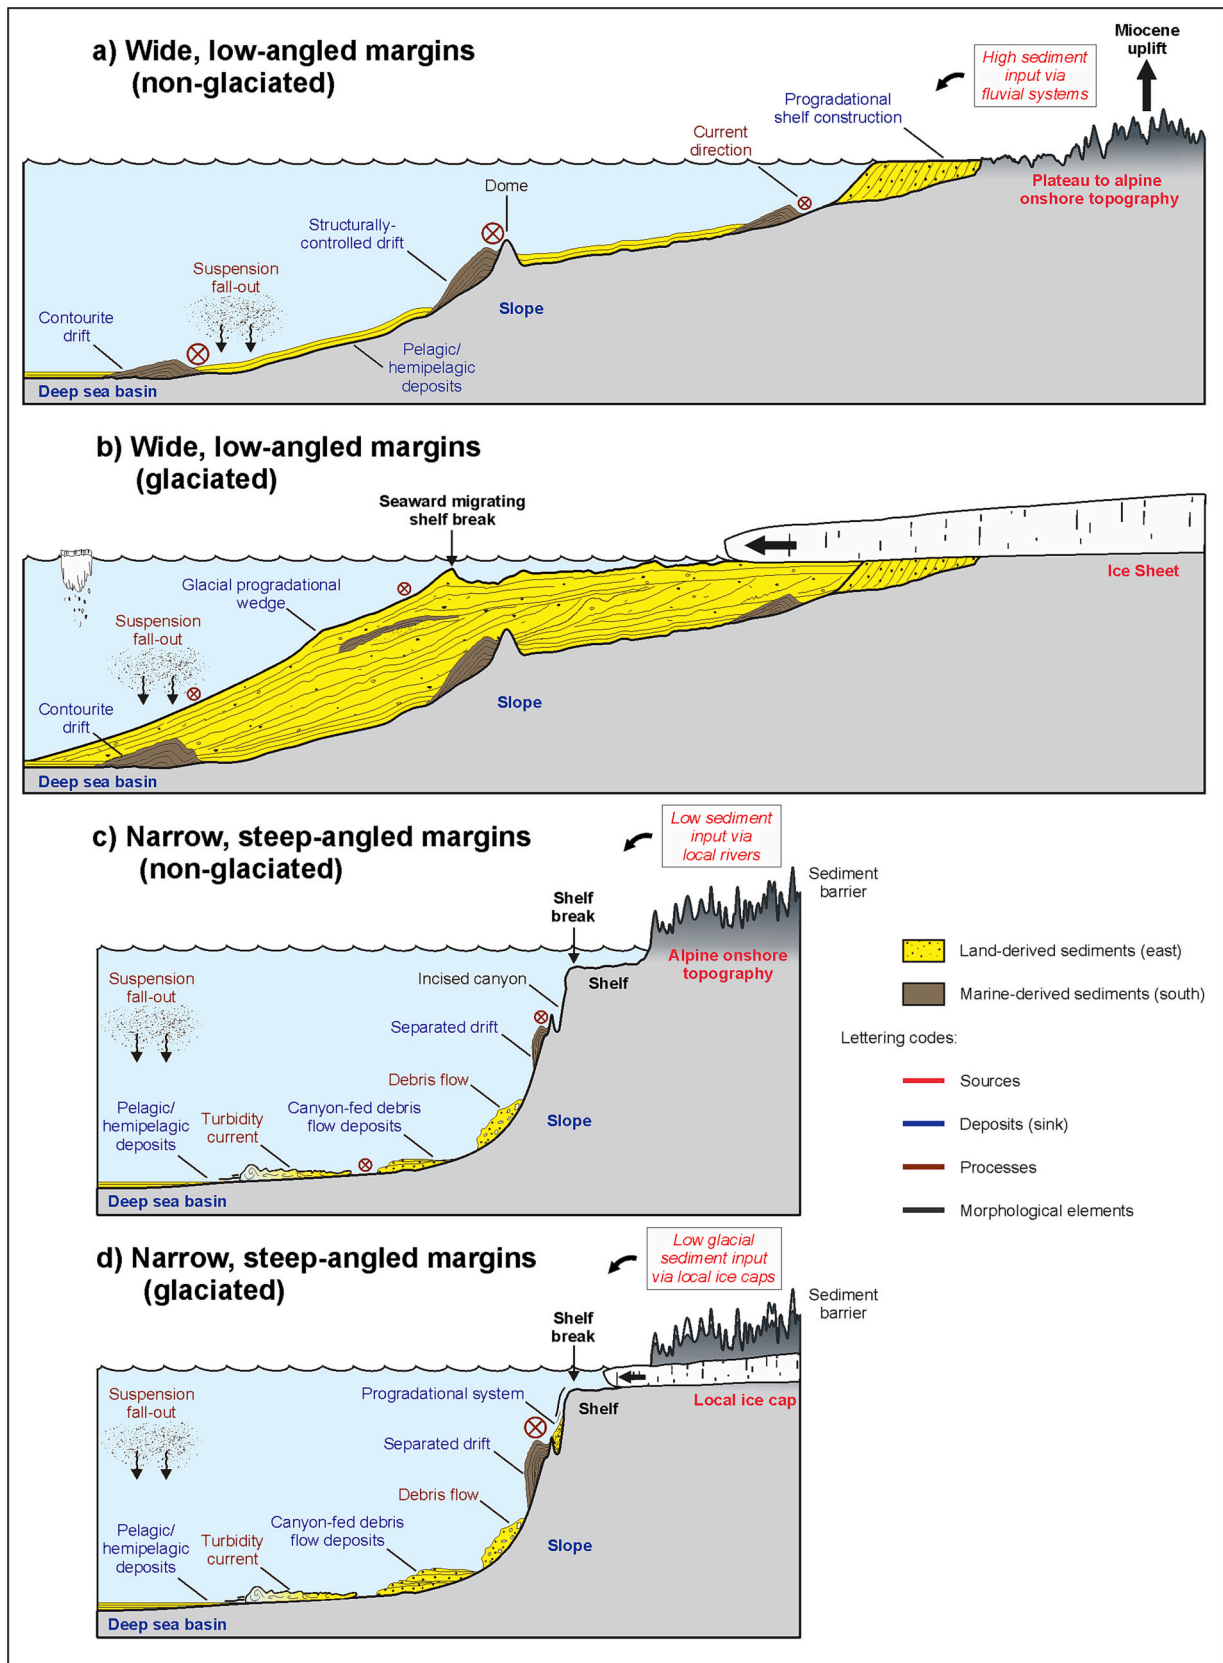 a) Wide, low-angled margins
(non-glaciated)
High sediment
input via
fluvial systems
Miocene
uplift
Progradational
shelf construction
Current
direction
Plateau to alpine
onshore topography
Dome
Structurally-
controlled drift
Suspension
fall-out
Slope
Contourite
drift
Pelagic/
hemipelagic
deposits
Deep sea basin
b) Wide, low-angled margins
(glaciated)
Seaward migrating
shelf break
Ice Sheet
Glacial progradational
wedge
Suspension
fall-out
Slope
Contourite
drift
Deep sea basin
c) Narrow, steep-angled margins
(non-glaciated)
Low sediment
input via
local rivers
Sediment
barrier
Shelf
break
Alpine onshore
topography
Incised canyon
Shelf
Suspension
fall-out
Separated drift
Debris flow
Pelagic/
hemipelagic
deposits
Turbidity
current
Canyon-fed debris
flow deposits
Slope
Deep sea basin
Land-derived sediments (east)
Marine-derived sediments (south)
Lettering codes:
Sources
Deposits (sink)
Processes
Morphological elements
d) Narrow, steep-angled margins
(glaciated)
Low glacial
sediment input
via local ice caps
Sediment
barrier
Shelf
break
Progradational system
Shelf
Local ice cap
Suspension
fall-out
Separated drift
Debris flow
Pelagic/
hemipelagic
deposits
Turbidity
current
Canyon-fed debris
flow deposits
Slope
Deep sea basin